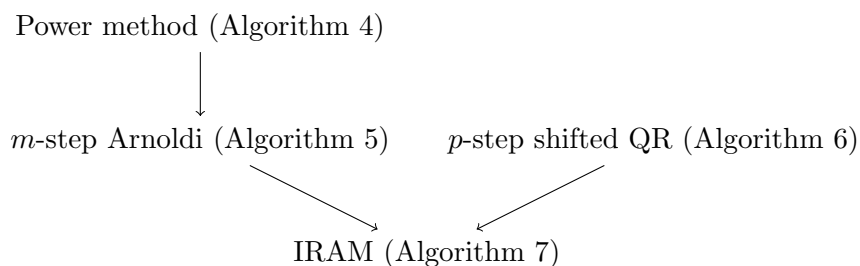 Power method (Algorithm 4)
m-step Arnoldi (Algorithm 5)
p-step shifted QR (Algorithm 6)
IRAM (Algorithm 7)